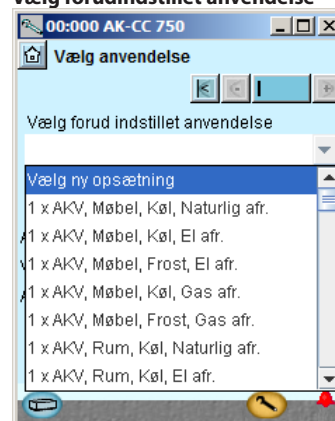 Vælg forudindstillet anvendelse
00:000 AK-CC 750
Vælg anvendelse
Vælg forud indstillet anvendelse
Vælg ny opsætning
1 x AKV, Møbel, Køl, Naturlig afr.
1 x AKV, Møbel, Køl, El afr.
1 x AKV, Møbel, Frost, El afr.
1 x AKV, Møbel, Køl, Gas afr.
1 x AKV, Møbel, Frost, Gas afr.
1 x AKV, Rum, Køl, Naturlig afr.
1 x AKV, Rum, Køl, El afr.